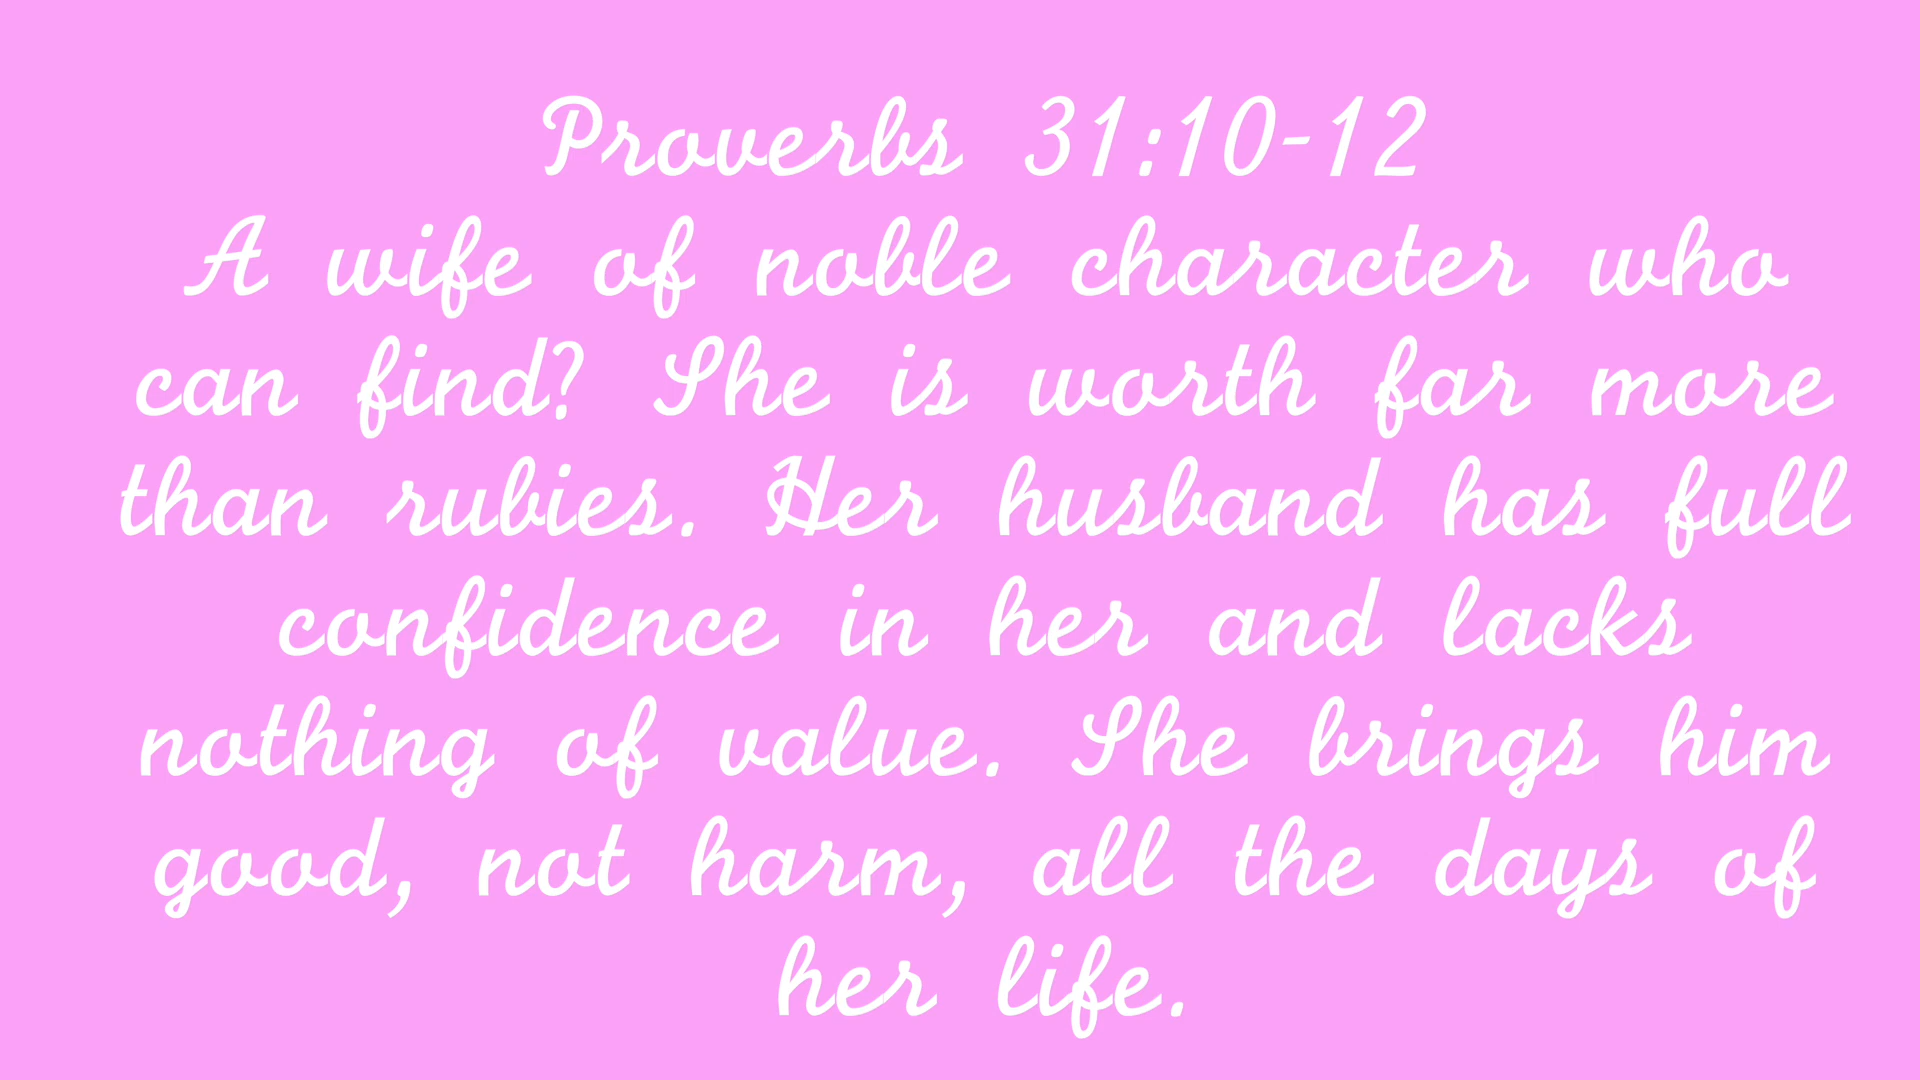 Proverbs 31:10-12
A wife of noble character who
can find? She is worth far more
than rubies. Her husband has full
confidence in her and lacks
nothing of value. She brings him
good, not harm, all the days of
her life.